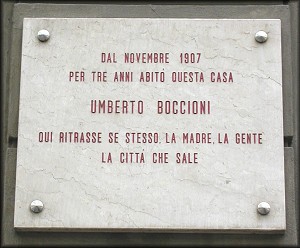 DAL NOVEMBRE 1907
PER TRE ANNI ABITÒ QUESTA CASA
UMBERTO BOCCIONI
QUI RITRASSE SE STESSO, LA MADRE, LA GENTE
LA CITTÀ CHE SALE